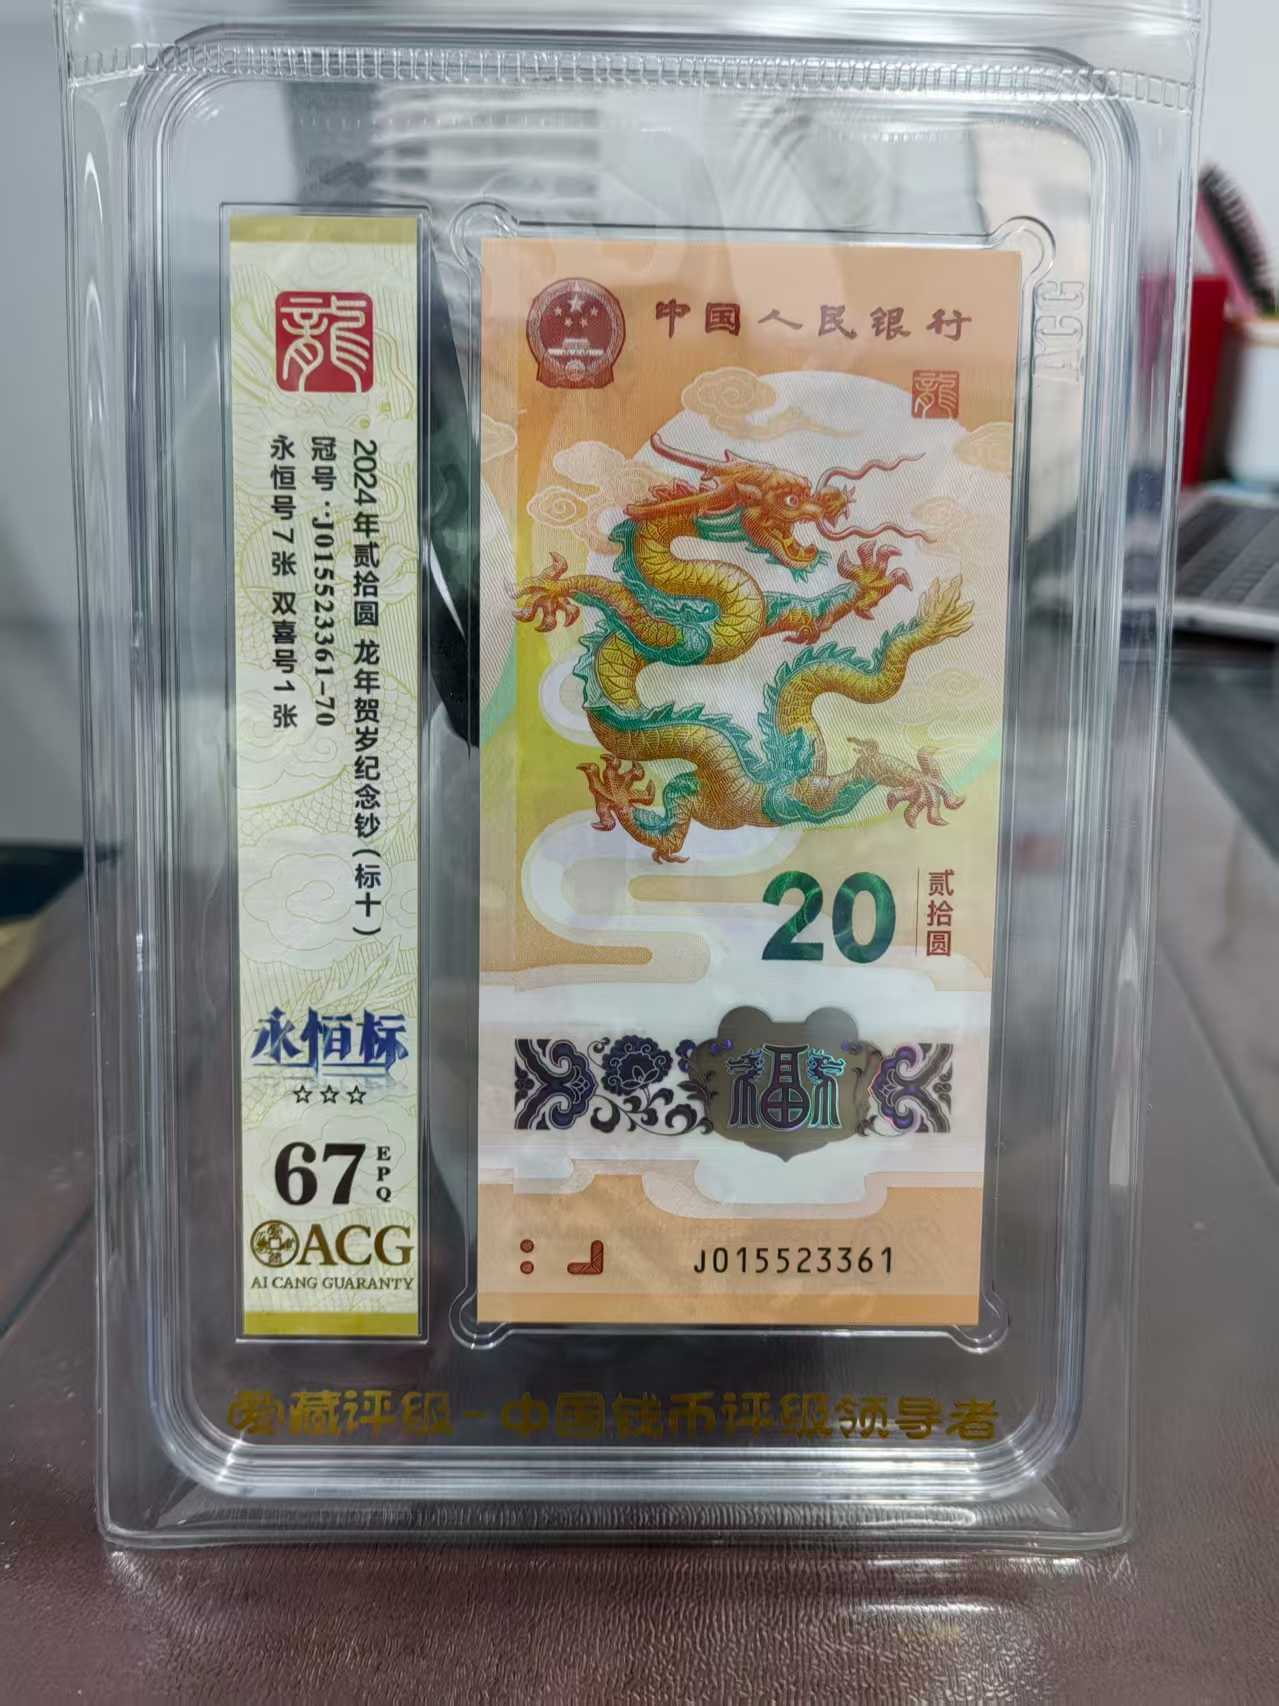 龍
2024年贰拾圆 龙年贺岁纪念钞(标十)
冠号:J015523361-70
永恒号7张 双喜号1张
永恒标
☆☆☆
67
EPQ
ACG
AI CANG GUARANTY
中国人民银行
龍
20
贰拾圆
福
J015523361
ACG
爱藏评级-中国钱币评级领导者